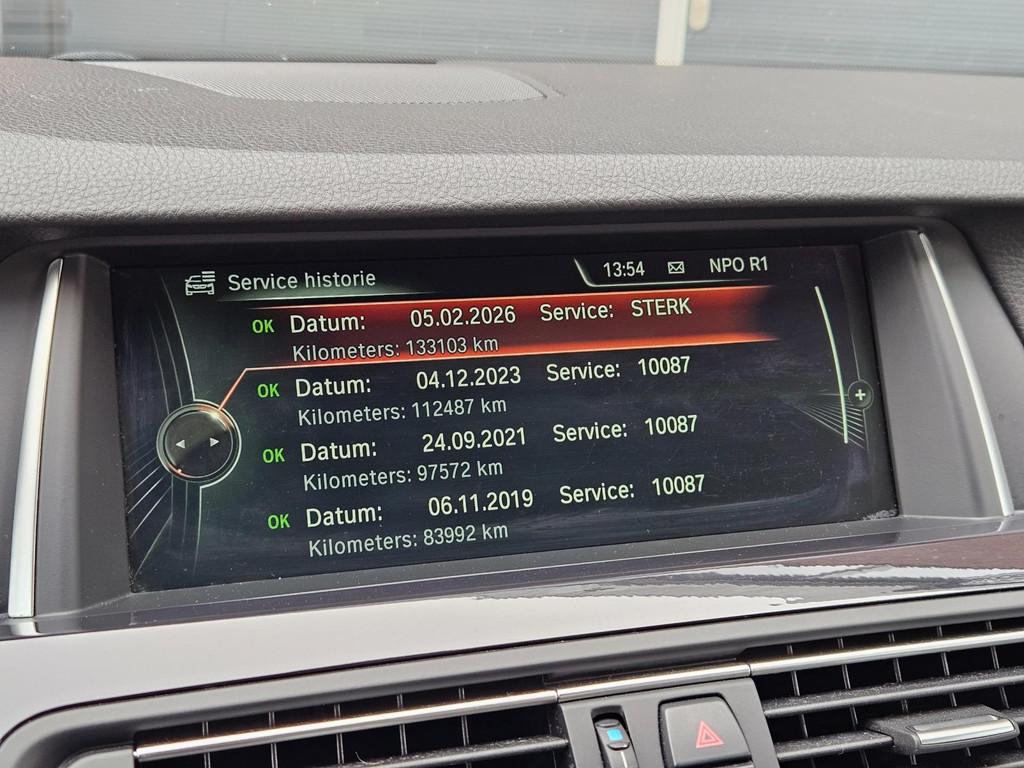 Service historie 13:54 NPO R1
OK Datum: 05.02.2026 Service: STERK
Kilometers: 133103 km
OK Datum: 04.12.2023 Service: 10087
Kilometers: 112487 km
OK Datum: 24.09.2021 Service: 10087
Kilometers: 97572 km
OK Datum: 06.11.2019 Service: 10087
Kilometers: 83992 km